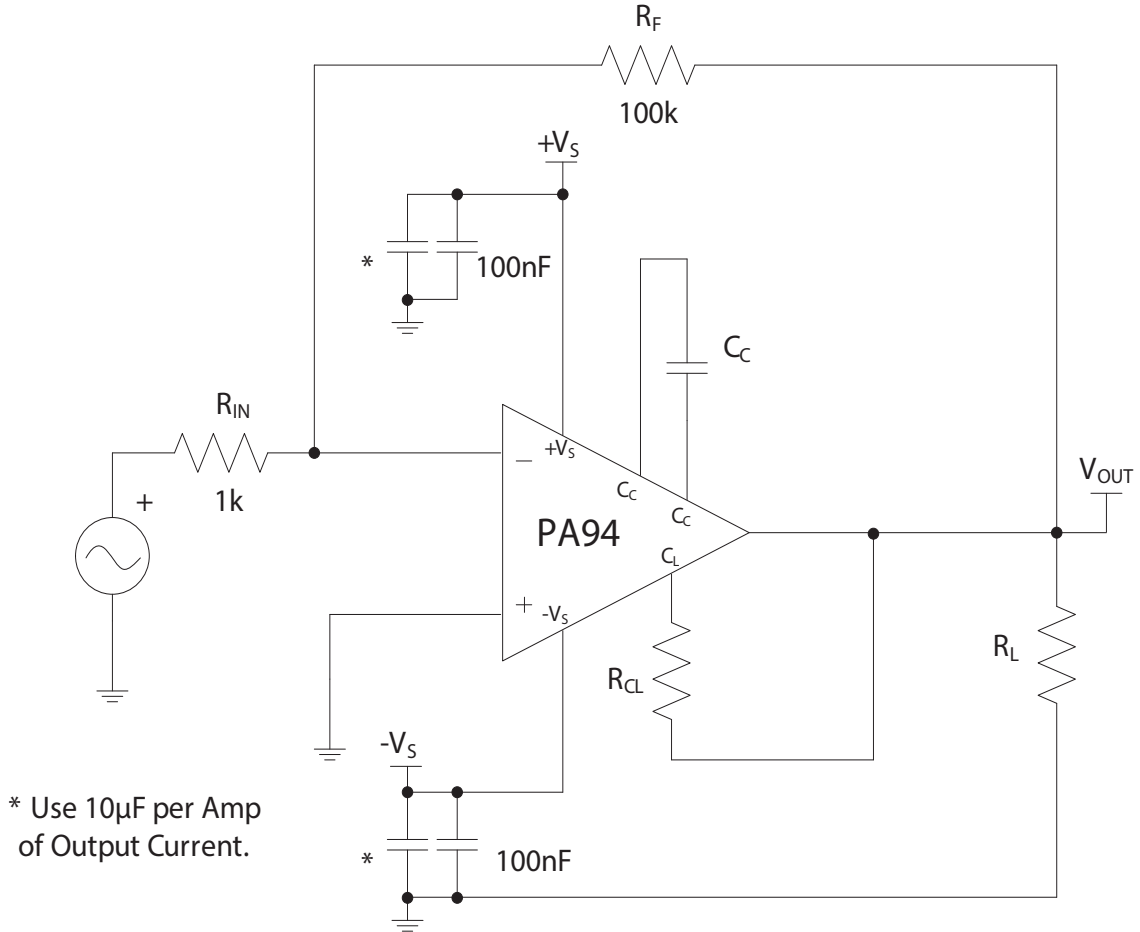 R_F
100k
+V_S
*
100nF
C_C
R_IN
1k
+
−
+V_S
C_C
C_C
PA94
C_L
+
-V_S
V_OUT
R_CL
R_L
-V_S
*
100nF
* Use 10µF per Amp
of Output Current.